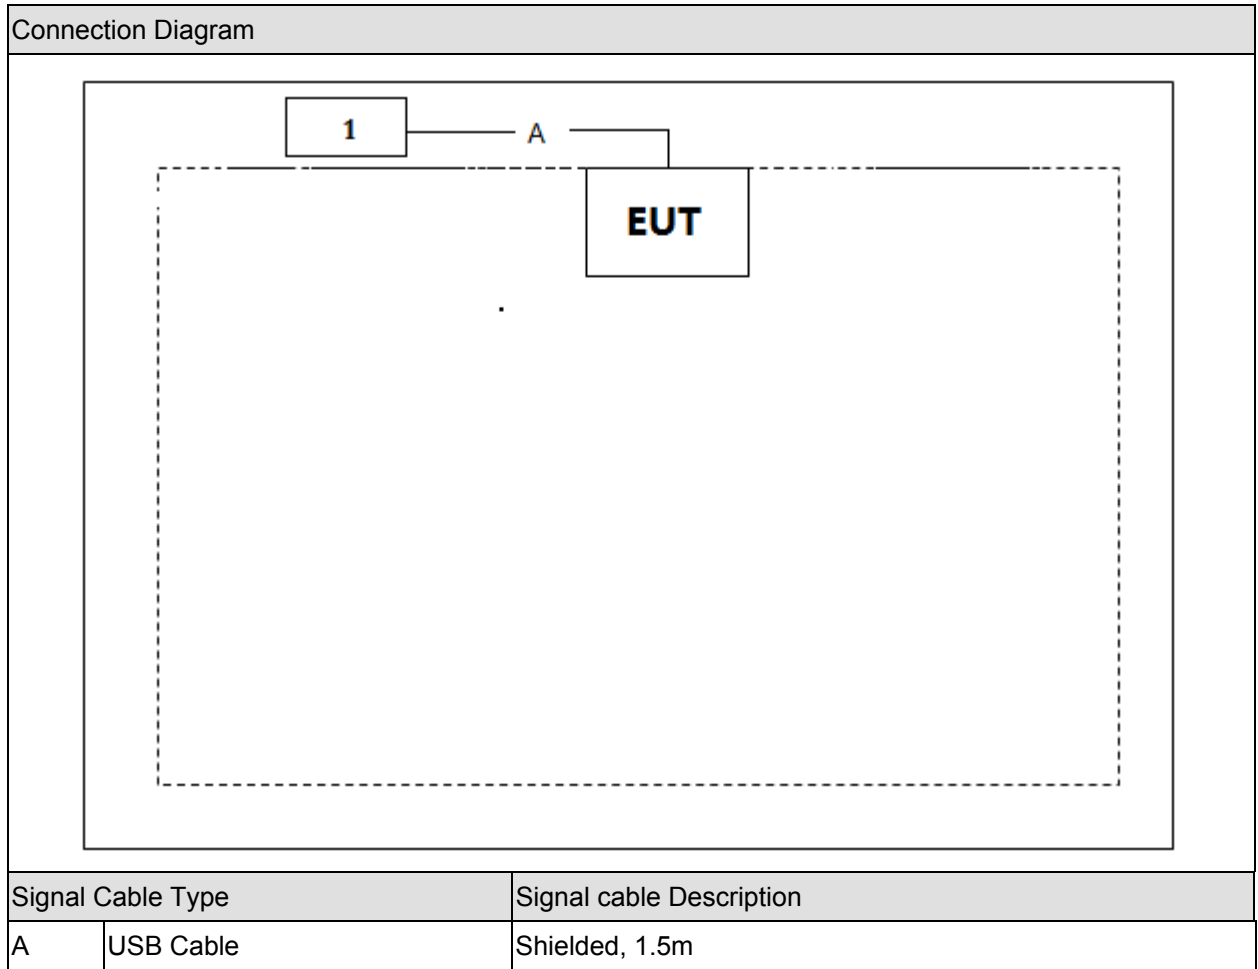 Connection Diagram
1
A
EUT
Signal Cable Type Signal cable Description
A USB Cable Shielded, 1.5m